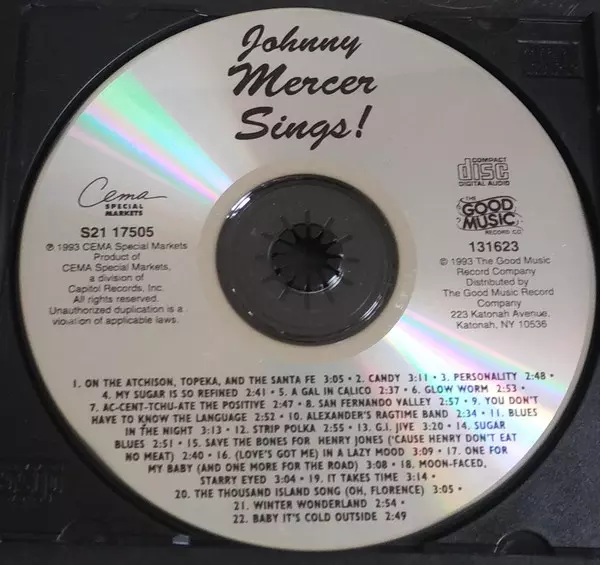 Johnny
Mercer
Sings!
Cema
SPECIAL
MARKETS
S21 17505
℗ 1993 CEMA Special Markets
Product of
CEMA Special Markets,
a division of
Capitol Records, Inc.
All rights reserved.
Unauthorized duplication is a
violation of applicable laws.
COMPACT
disc
DIGITAL AUDIO
THE
GOOD
MUSIC
RECORD CO.
131623
© 1993 The Good Music
Record Company
Distributed by
The Good Music Record
Company
223 Katonah Avenue,
Katonah, NY 10536
1. ON THE ATCHISON, TOPEKA, AND THE SANTA FE 3:05 • 2. CANDY 3:11 • 3. PERSONALITY 2:48 •
4. MY SUGAR IS SO REFINED 2:41 • 5. A GAL IN CALICO 2:37 • 6. GLOW WORM 2:53 •
7. AC-CENT-TCHU-ATE THE POSITIVE 2:47 • 8. SAN FERNANDO VALLEY 2:57 • 9. YOU DON'T
HAVE TO KNOW THE LANGUAGE 2:52 • 10. ALEXANDER'S RAGTIME BAND 2:34 • 11. BLUES
IN THE NIGHT 3:13 • 12. STRIP POLKA 2:55 • 13. G.I. JIVE 3:20 • 14. SUGAR
BLUES 2:51 • 15. SAVE THE BONES FOR HENRY JONES ('CAUSE HENRY DON'T EAT
NO MEAT) 2:40 • 16. (LOVE'S GOT ME) IN A LAZY MOOD 3:09 • 17. ONE FOR
MY BABY (AND ONE MORE FOR THE ROAD) 3:08 • 18. MOON-FACED,
STARRY EYED 3:04 • 19. IT TAKES TIME 3:14 •
20. THE THOUSAND ISLAND SONG (OH, FLORENCE) 3:05 •
21. WINTER WONDERLAND 2:54 •
22. BABY IT'S COLD OUTSIDE 2:49